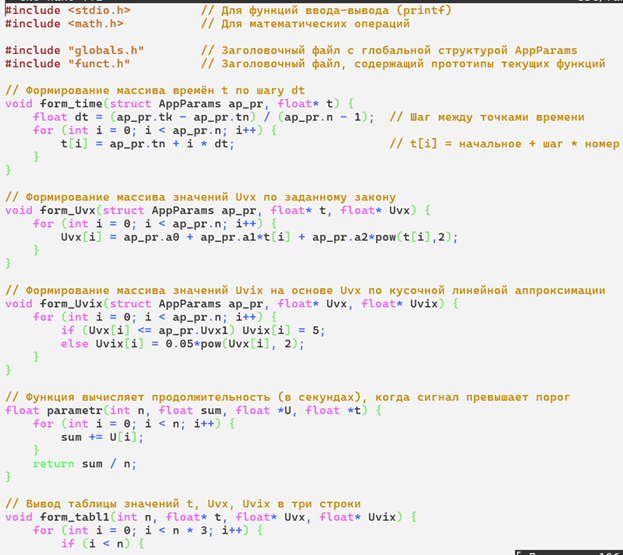 #include <stdio.h>          // Для функций ввода-вывода (printf)
#include <math.h>           // Для математических операций

#include "globals.h"        // Заголовочный файл с глобальной структурой AppParams
#include "funct.h"          // Заголовочный файл, содержащий прототипы текущих функций

// Формирование массива времён t по шагу dt
void form_time(struct AppParams ap_pr, float* t) {
    float dt = (ap_pr.tk - ap_pr.tn) / (ap_pr.n - 1);  // Шаг между точками времени
    for (int i = 0; i < ap_pr.n; i++) {
        t[i] = ap_pr.tn + i * dt;                      // t[i] = начальное + шаг * номер
    }
}

// Формирование массива значений Uvx по заданному закону
void form_Uvx(struct AppParams ap_pr, float* t, float* Uvx) {
    for (int i = 0; i < ap_pr.n; i++) {
        Uvx[i] = ap_pr.a0 + ap_pr.a1*t[i] + ap_pr.a2*pow(t[i],2);
    }
}

// Формирование массива значений Uvix на основе Uvx по кусочной линейной аппроксимации
void form_Uvix(struct AppParams ap_pr, float* Uvx, float* Uvix) {
    for (int i = 0; i < ap_pr.n; i++) {
        if (Uvx[i] <= ap_pr.Uvx1) Uvix[i] = 5;
        else Uvix[i] = 0.05*pow(Uvx[i], 2);
    }
}

// Функция вычисляет продолжительность (в секундах), когда сигнал превышает порог
float parametr(int n, float sum, float *U, float *t) {
    for (int i = 0; i < n; i++) {
        sum += U[i];
    }
    return sum / n;
}

// Вывод таблицы значений t, Uvx, Uvix в три строки
void form_tabl1(int n, float* t, float* Uvx, float* Uvix) {
    for (int i = 0; i < n * 3; i++) {
        if (i < n) {